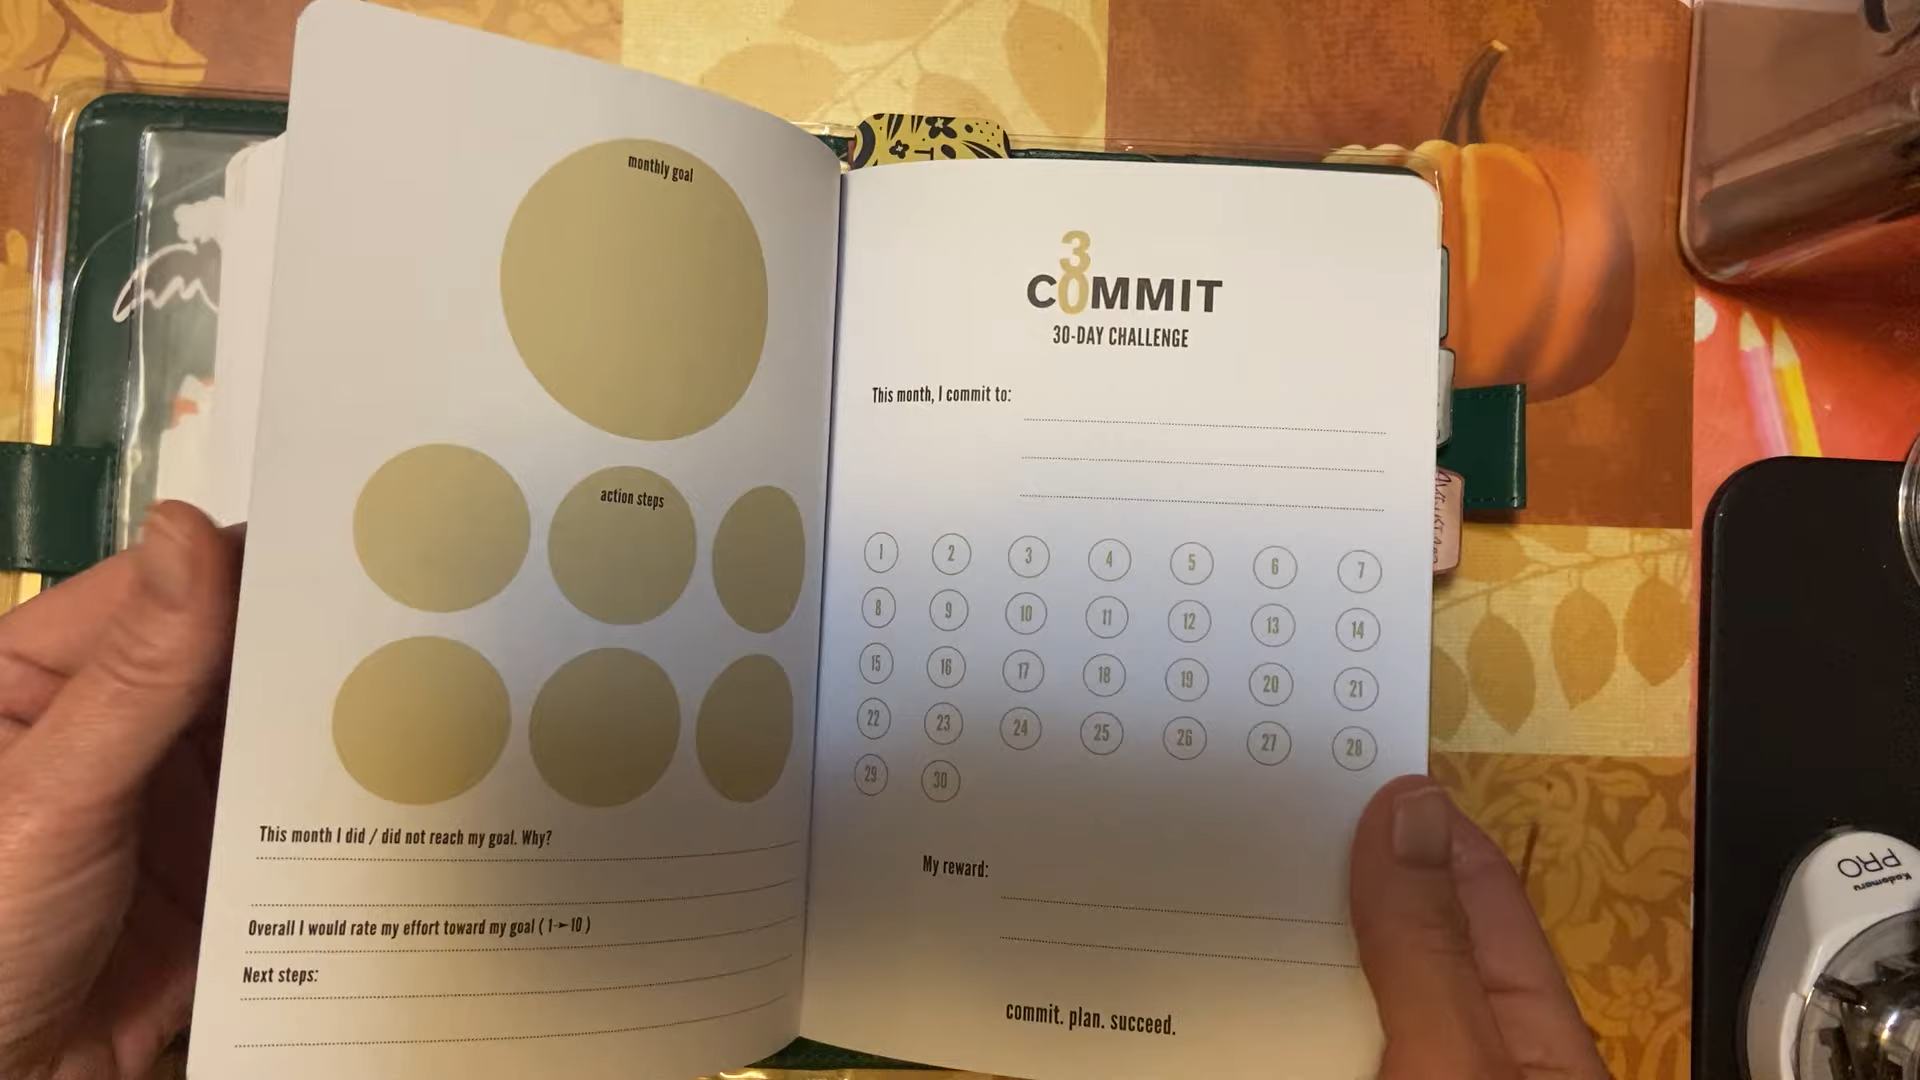 monthly goal
action steps
This month I did / did not reach my goal. Why?
Overall I would rate my effort toward my goal ( 1➛10 )
Next steps:
3
C0MMIT
30-DAY CHALLENGE
This month, I commit to:
1 2 3 4 5 6 7
8 9 10 11 12 13 14
15 16 17 18 19 20 21
22 23 24 25 26 27 28
29 30
My reward:
commit. plan. succeed.
Kadomaru
PRO